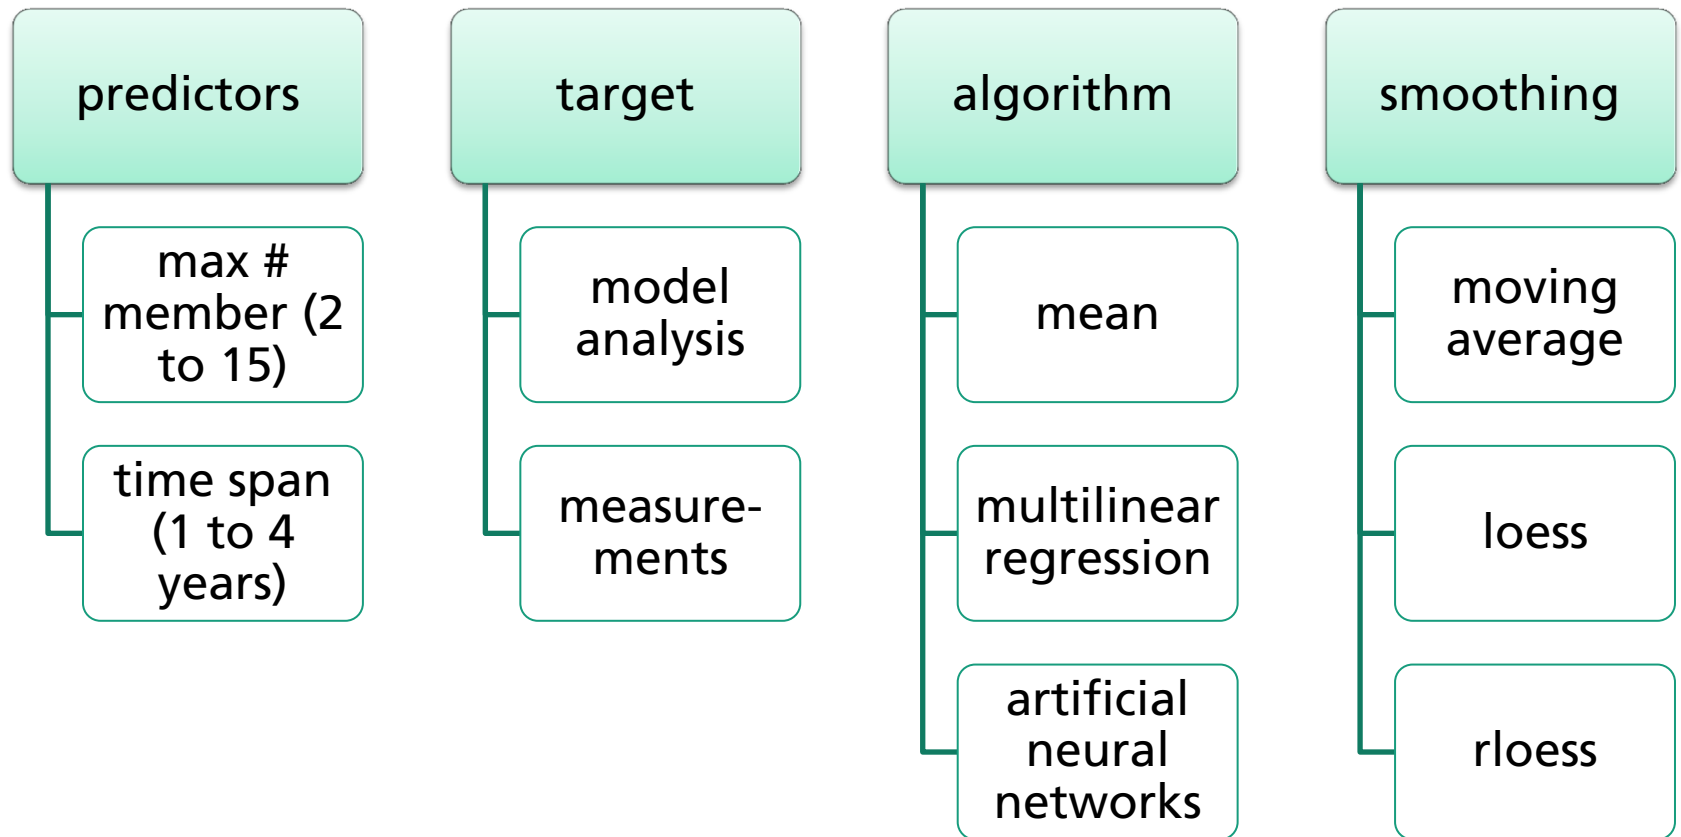 predictors
max #
member (2
to 15)
time span
(1 to 4
years)
target
model
analysis
measure-
ments
algorithm
mean
multilinear
regression
artificial
neural
networks
smoothing
moving
average
loess
rloess